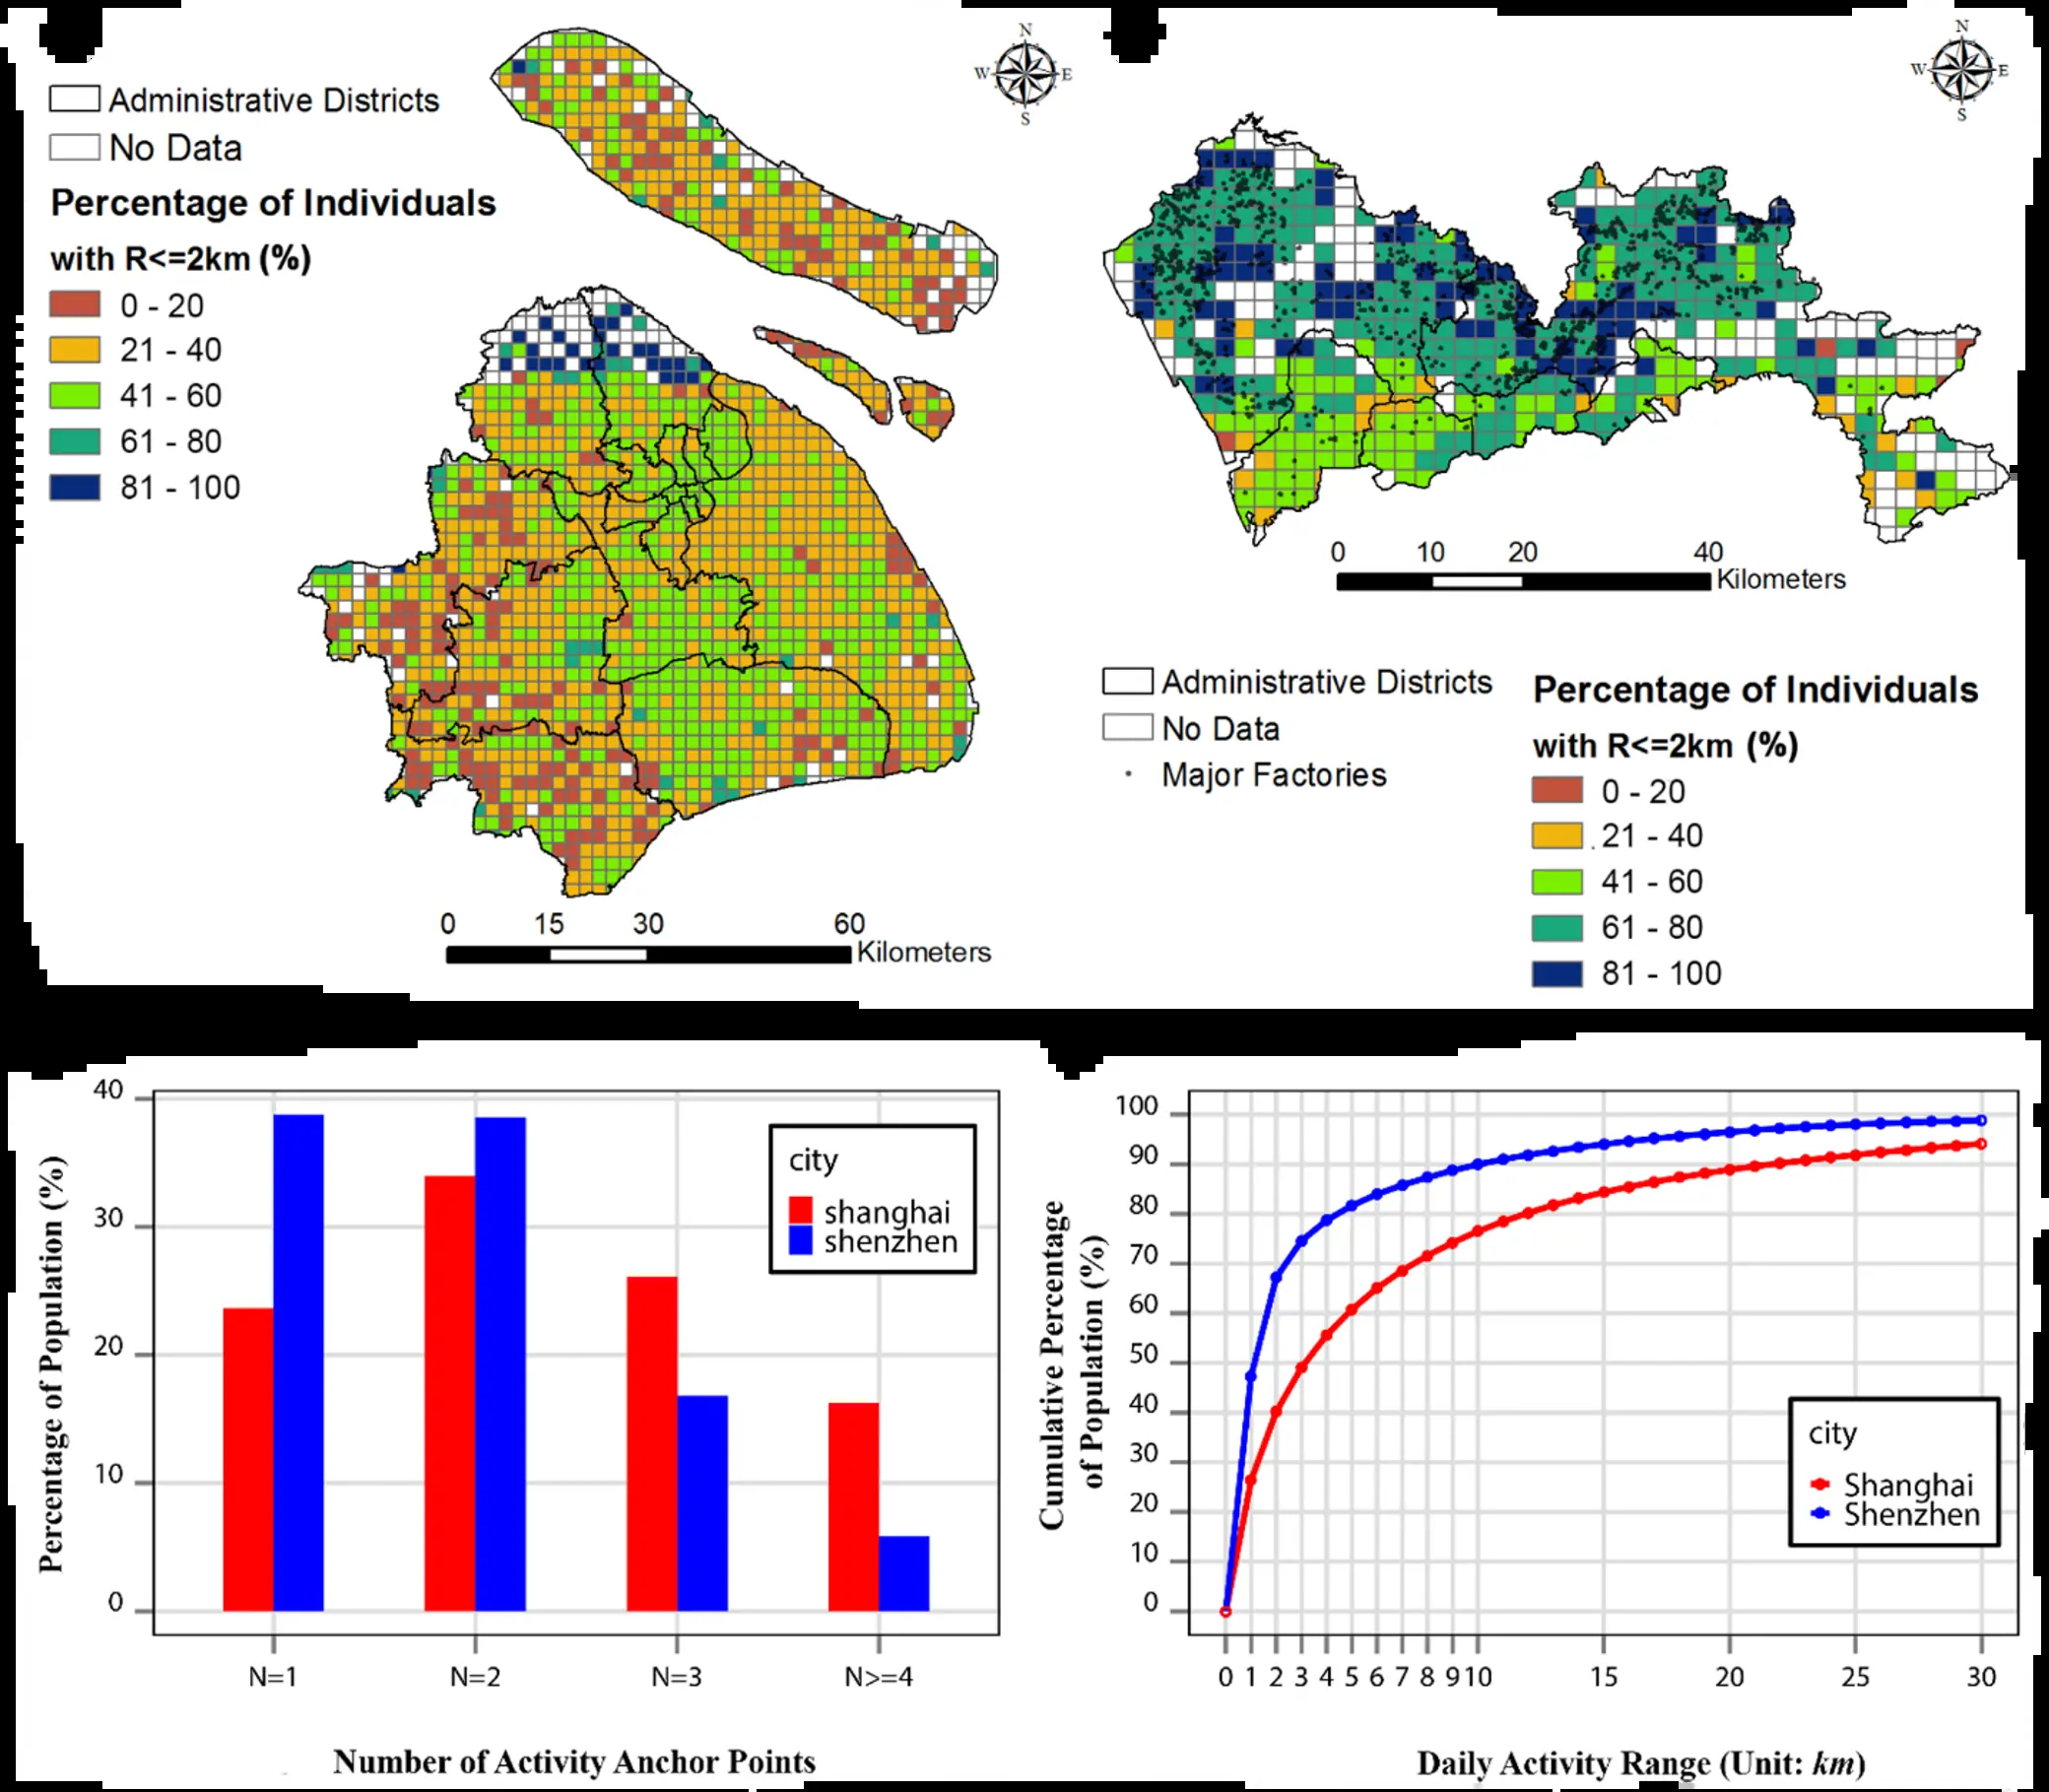 N
W E
S
Administrative Districts
No Data
Percentage of Individuals
with R<=2km (%)
0 - 20
21 - 40
41 - 60
61 - 80
81 - 100
0 15 30 60
Kilometers
N
W E
S
0 10 20 40
Kilometers
Administrative Districts
No Data
Major Factories
Percentage of Individuals
with R<=2km (%)
0 - 20
21 - 40
41 - 60
61 - 80
81 - 100
Percentage of Population (%)
40
30
20
10
0
city
shanghai
shenzhen
N=1 N=2 N=3 N>=4
Number of Activity Anchor Points
Cumulative Percentage
of Population (%)
100
90
80
70
60
50
40
30
20
10
0
city
Shanghai
Shenzhen
0 1 2 3 4 5 6 7 8 9 10 15 20 25 30
Daily Activity Range (Unit: km)